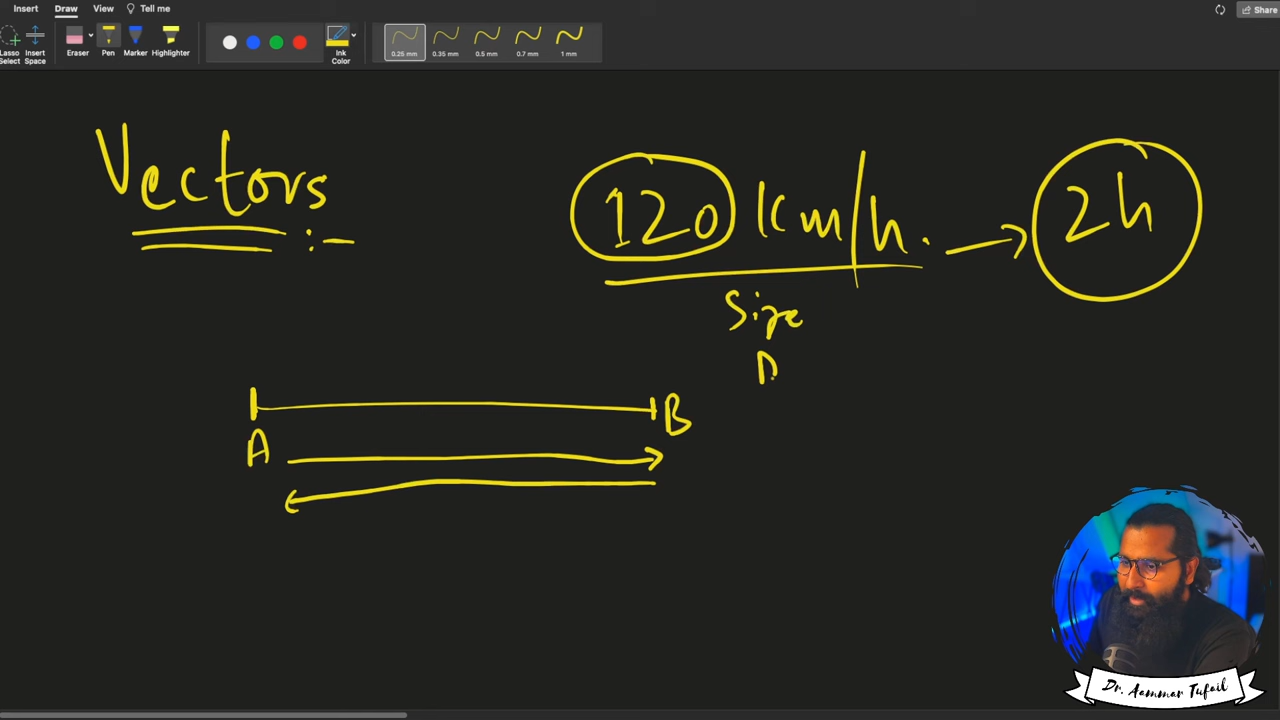 Insert Draw View Tell me
Share
Lasso Select
Insert Space
Eraser
Pen
Marker
Highlighter
Ink Color
0.25 mm
0.35 mm
0.5 mm
0.7 mm
1 mm
Vectors :-
120 km/h. → 2h
Size
D
A
B
Dr. Aammar Tufail